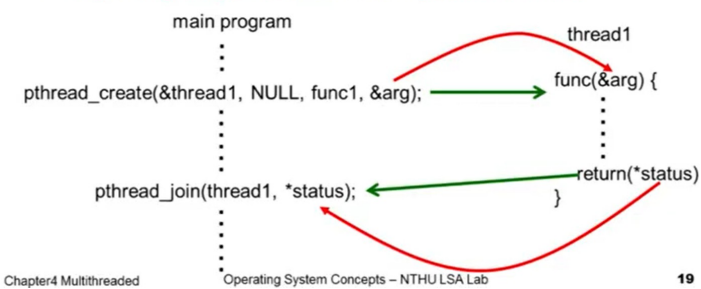 main program
thread1
pthread_create(&thread1, NULL, func1, &arg);
func(&arg) {
pthread_join(thread1, *status);
return(*status)
}
Chapter4 Multithreaded
Operating System Concepts – NTHU LSA Lab
19